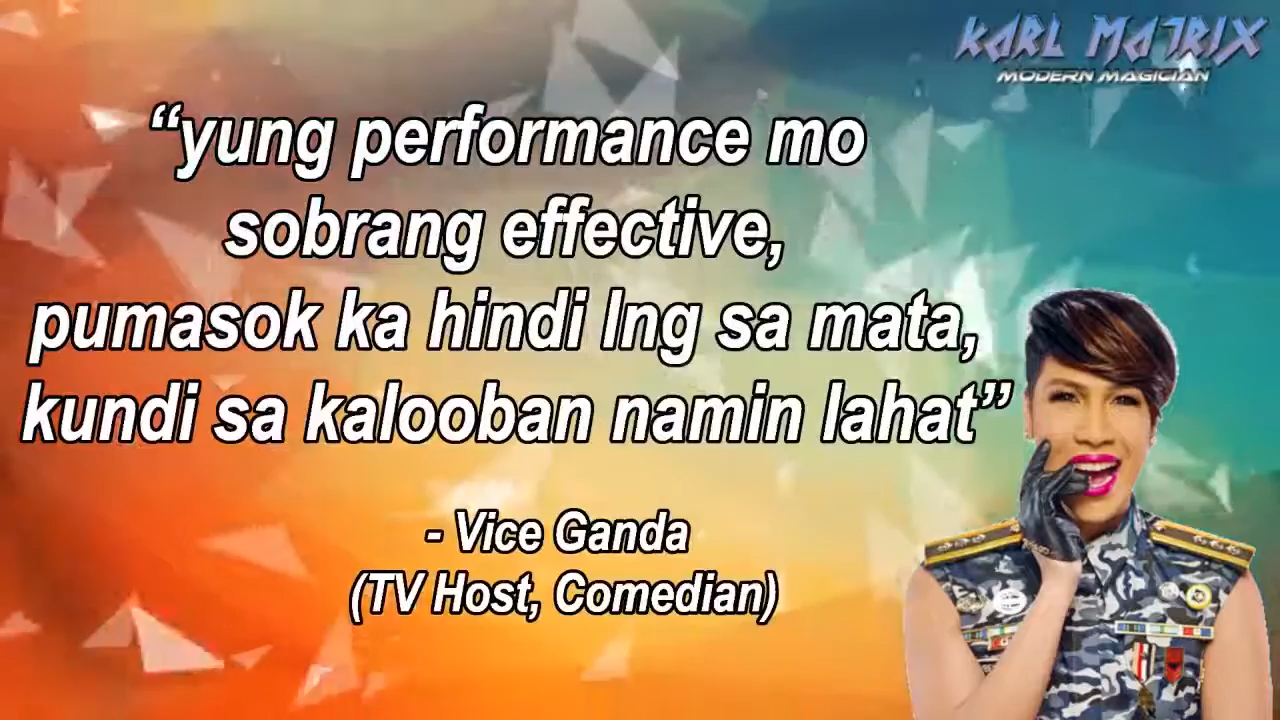 KARL MATRIX
MODERN MAGICIAN
“yung performance mo
sobrang effective,
pumasok ka hindi lng sa mata,
kundi sa kalooban namin lahat”
- Vice Ganda
(TV Host, Comedian)